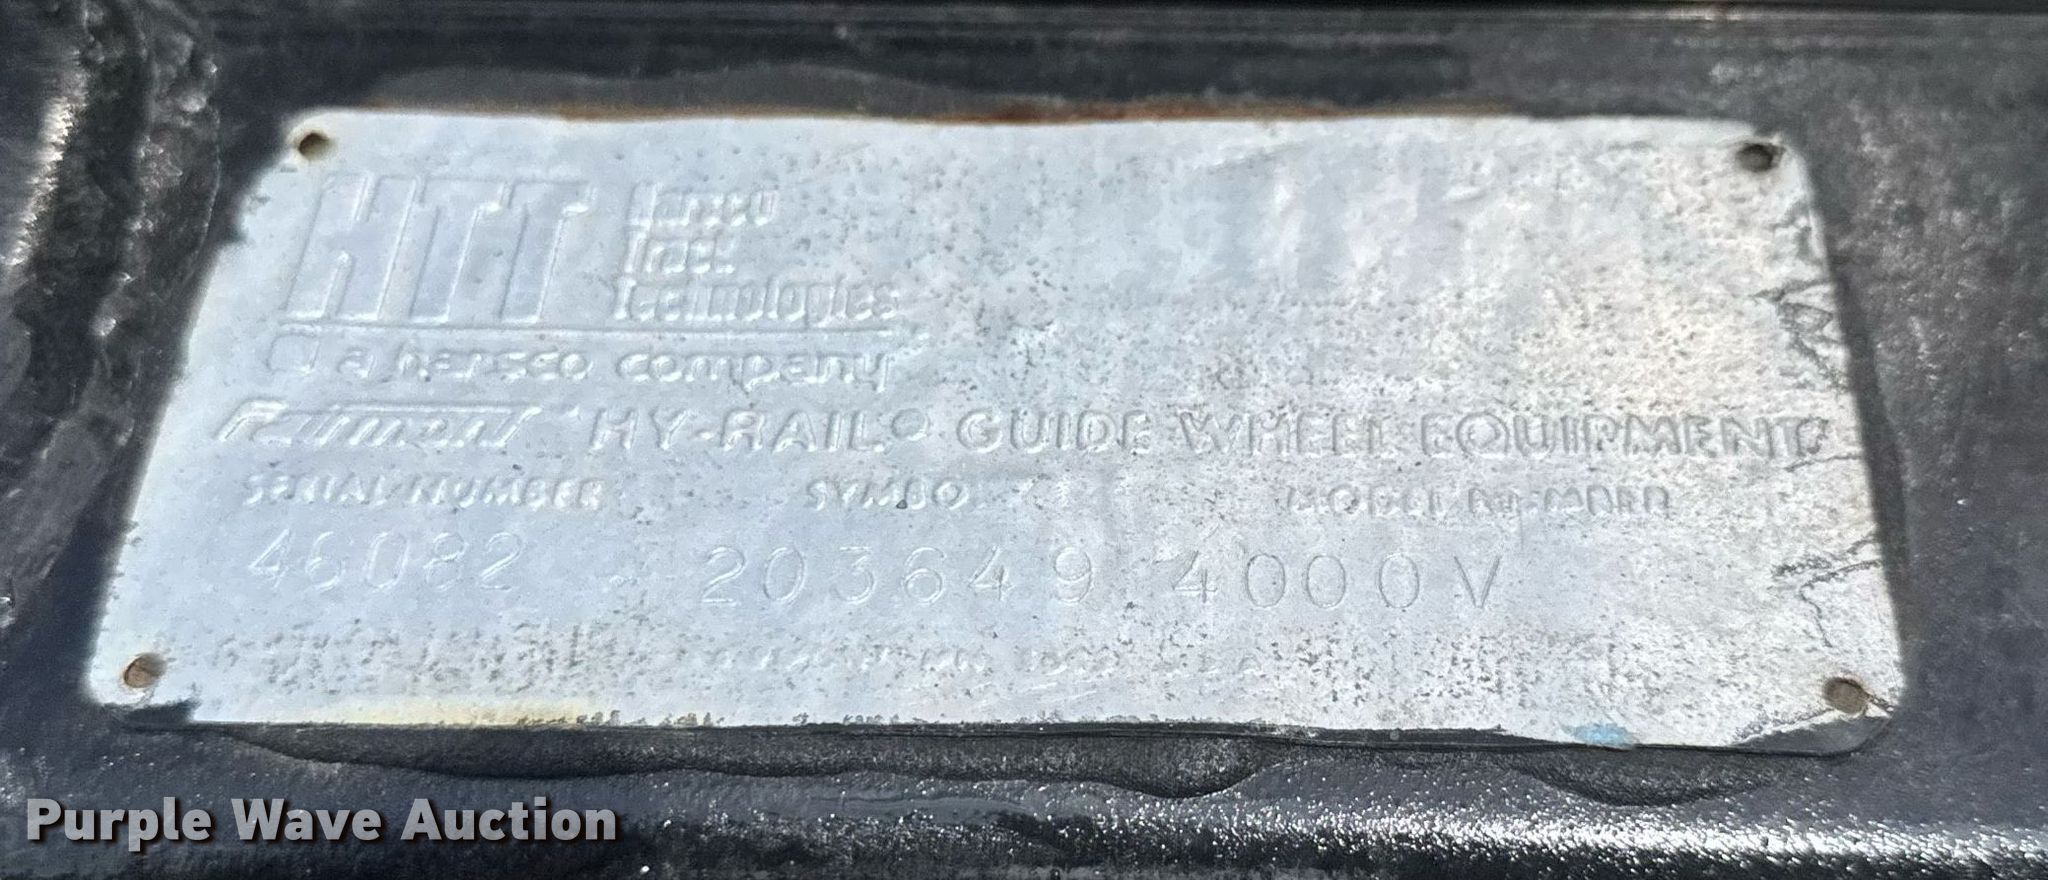 HTT Harsco
Track
Technologies
a harsco company
Fairmont HY-RAIL® GUIDE WHEEL EQUIPMENT
SERIAL NUMBER SYMBOL MODEL NUMBER
46082 203649 4000V
Purple Wave Auction